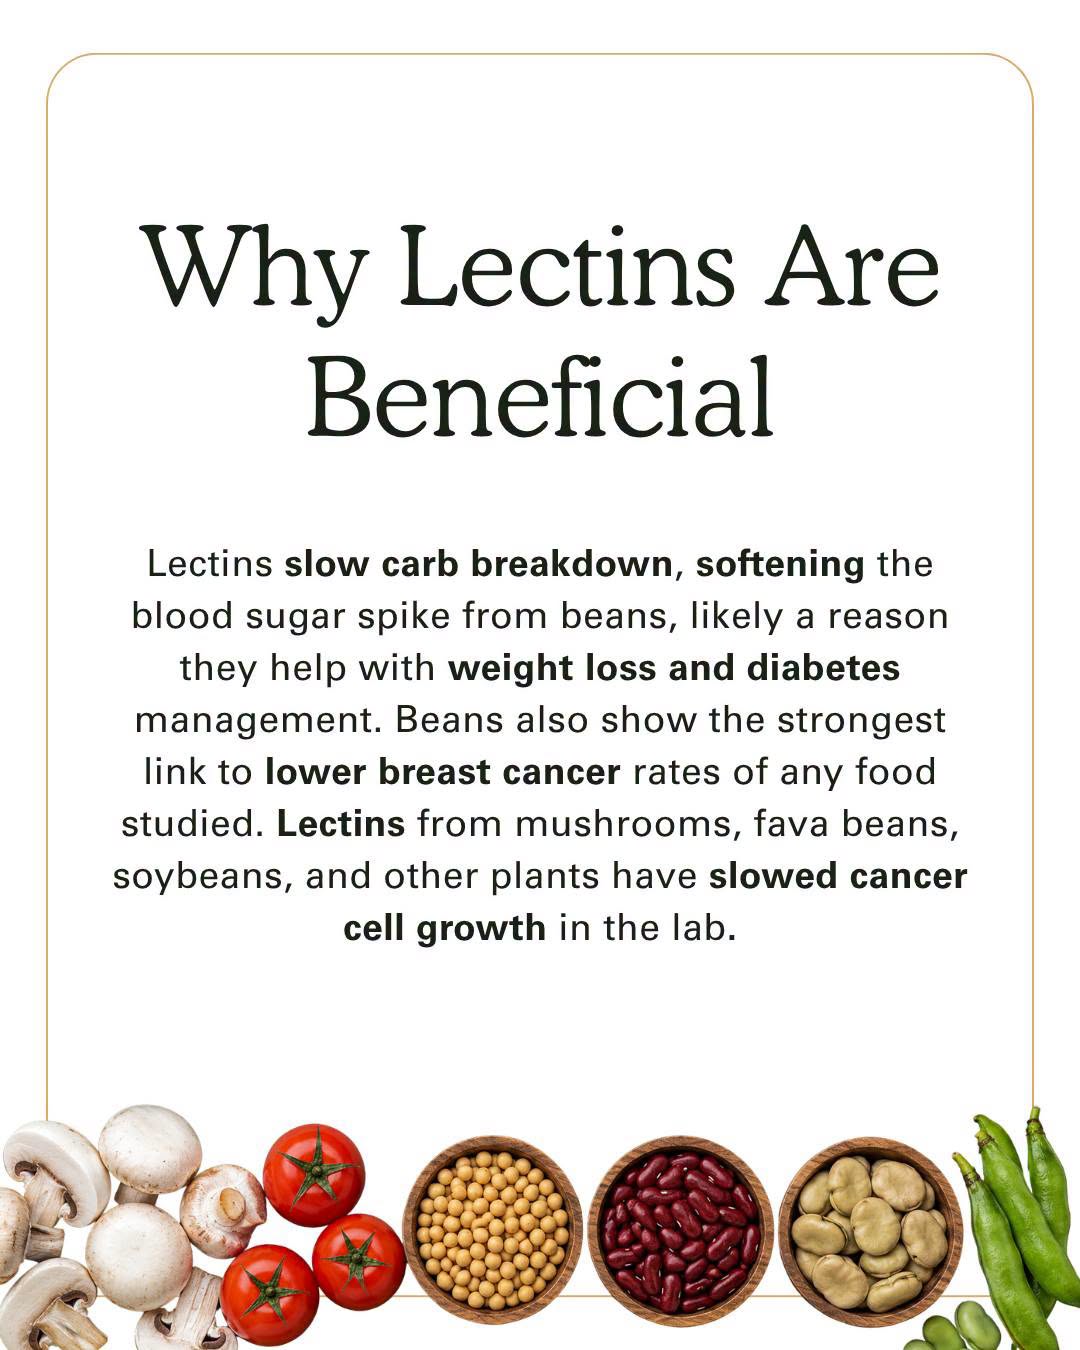 Why Lectins Are
Beneficial
Lectins slow carb breakdown, softening the
blood sugar spike from beans, likely a reason
they help with weight loss and diabetes
management. Beans also show the strongest
link to lower breast cancer rates of any food
studied. Lectins from mushrooms, fava beans,
soybeans, and other plants have slowed cancer
cell growth in the lab.